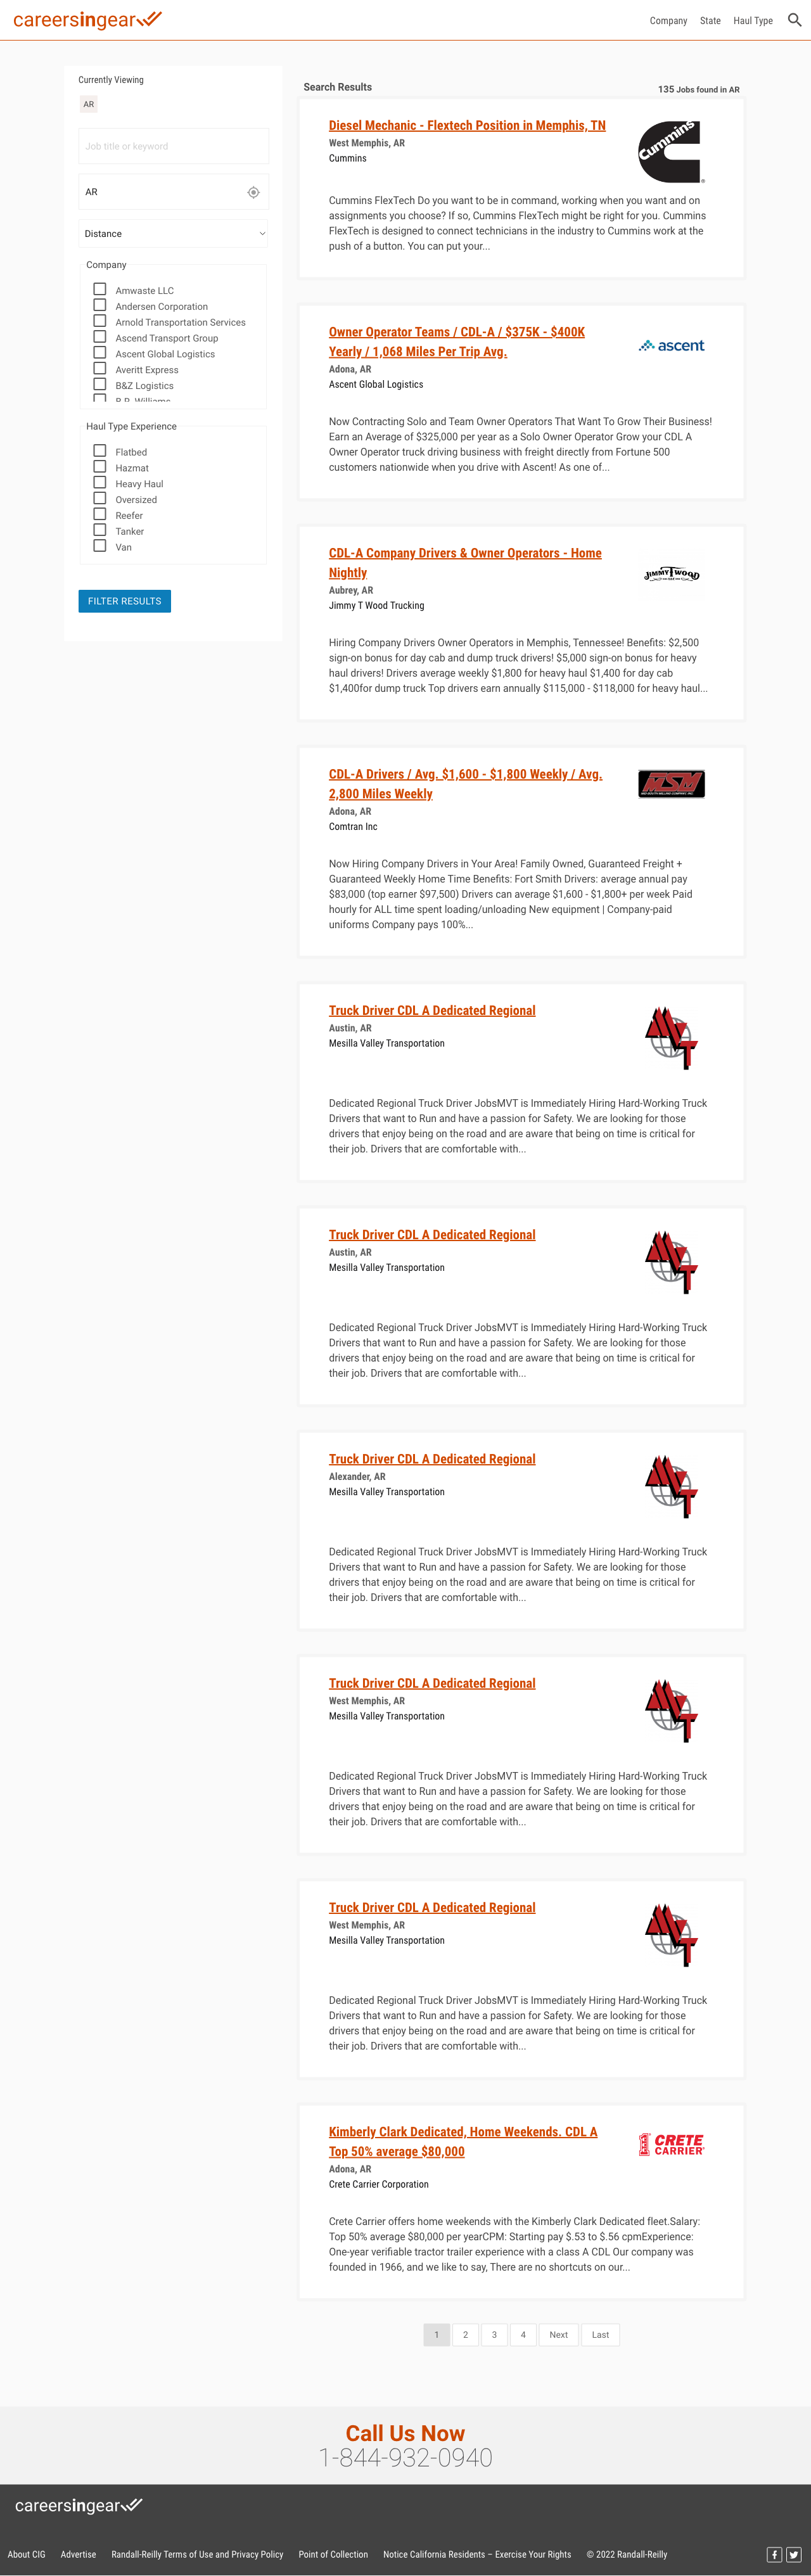 careersingear
Company State Haul Type
Currently Viewing
AR
Job title or keyword
AR
Distance
Company
Amwaste LLC
Andersen Corporation
Arnold Transportation Services
Ascend Transport Group
Ascent Global Logistics
Averitt Express
B&Z Logistics
B.R. Williams
Haul Type Experience
Flatbed
Hazmat
Heavy Haul
Oversized
Reefer
Tanker
Van
FILTER RESULTS
Search Results
135 Jobs found in AR
Diesel Mechanic - Flextech Position in Memphis, TN
West Memphis, AR
Cummins
Cummins
Cummins FlexTech Do you want to be in command, working when you want and on
assignments you choose? If so, Cummins FlexTech might be right for you. Cummins
FlexTech is designed to connect technicians in the industry to Cummins work at the
push of a button. You can put your...
Owner Operator Teams / CDL-A / $375K - $400K
Yearly / 1,068 Miles Per Trip Avg.
Adona, AR
Ascent Global Logistics
ascent
Now Contracting Solo and Team Owner Operators That Want To Grow Their Business!
Earn an Average of $325,000 per year as a Solo Owner Operator Grow your CDL A
Owner Operator truck driving business with freight directly from Fortune 500
customers nationwide when you drive with Ascent! As one of...
CDL-A Company Drivers & Owner Operators - Home
Nightly
Aubrey, AR
Jimmy T Wood Trucking
JIMMYTWOOD
Hiring Company Drivers Owner Operators in Memphis, Tennessee! Benefits: $2,500
sign-on bonus for day cab and dump truck drivers! $5,000 sign-on bonus for heavy
haul drivers! Drivers average weekly $1,800 for heavy haul $1,400 for day cab
$1,400for dump truck Top drivers earn annually $115,000 - $118,000 for heavy haul...
CDL-A Drivers / Avg. $1,600 - $1,800 Weekly / Avg.
2,800 Miles Weekly
Adona, AR
Comtran Inc
RSM
Now Hiring Company Drivers in Your Area! Family Owned, Guaranteed Freight +
Guaranteed Weekly Home Time Benefits: Fort Smith Drivers: average annual pay
$83,000 (top earner $97,500) Drivers can average $1,600 - $1,800+ per week Paid
hourly for ALL time spent loading/unloading New equipment | Company-paid
uniforms Company pays 100%...
Truck Driver CDL A Dedicated Regional
Austin, AR
Mesilla Valley Transportation
MVT
Dedicated Regional Truck Driver JobsMVT is Immediately Hiring Hard-Working Truck
Drivers that want to Run and have a passion for Safety. We are looking for those
drivers that enjoy being on the road and are aware that being on time is critical for
their job. Drivers that are comfortable with...
Truck Driver CDL A Dedicated Regional
Austin, AR
Mesilla Valley Transportation
MVT
Dedicated Regional Truck Driver JobsMVT is Immediately Hiring Hard-Working Truck
Drivers that want to Run and have a passion for Safety. We are looking for those
drivers that enjoy being on the road and are aware that being on time is critical for
their job. Drivers that are comfortable with...
Truck Driver CDL A Dedicated Regional
Alexander, AR
Mesilla Valley Transportation
MVT
Dedicated Regional Truck Driver JobsMVT is Immediately Hiring Hard-Working Truck
Drivers that want to Run and have a passion for Safety. We are looking for those
drivers that enjoy being on the road and are aware that being on time is critical for
their job. Drivers that are comfortable with...
Truck Driver CDL A Dedicated Regional
West Memphis, AR
Mesilla Valley Transportation
MVT
Dedicated Regional Truck Driver JobsMVT is Immediately Hiring Hard-Working Truck
Drivers that want to Run and have a passion for Safety. We are looking for those
drivers that enjoy being on the road and are aware that being on time is critical for
their job. Drivers that are comfortable with...
Truck Driver CDL A Dedicated Regional
West Memphis, AR
Mesilla Valley Transportation
MVT
Dedicated Regional Truck Driver JobsMVT is Immediately Hiring Hard-Working Truck
Drivers that want to Run and have a passion for Safety. We are looking for those
drivers that enjoy being on the road and are aware that being on time is critical for
their job. Drivers that are comfortable with...
Kimberly Clark Dedicated, Home Weekends. CDL A
Top 50% average $80,000
Adona, AR
Crete Carrier Corporation
CRETE
CARRIER
Crete Carrier offers home weekends with the Kimberly Clark Dedicated fleet.Salary:
Top 50% average $80,000 per yearCPM: Starting pay $.53 to $.56 cpmExperience:
One-year verifiable tractor trailer experience with a class A CDL Our company was
founded in 1966, and we like to say, There are no shortcuts on our...
1 2 3 4 Next Last
Call Us Now
1-844-932-0940
careersingear
About CIG Advertise Randall-Reilly Terms of Use and Privacy Policy Point of Collection Notice California Residents – Exercise Your Rights © 2022 Randall-Reilly